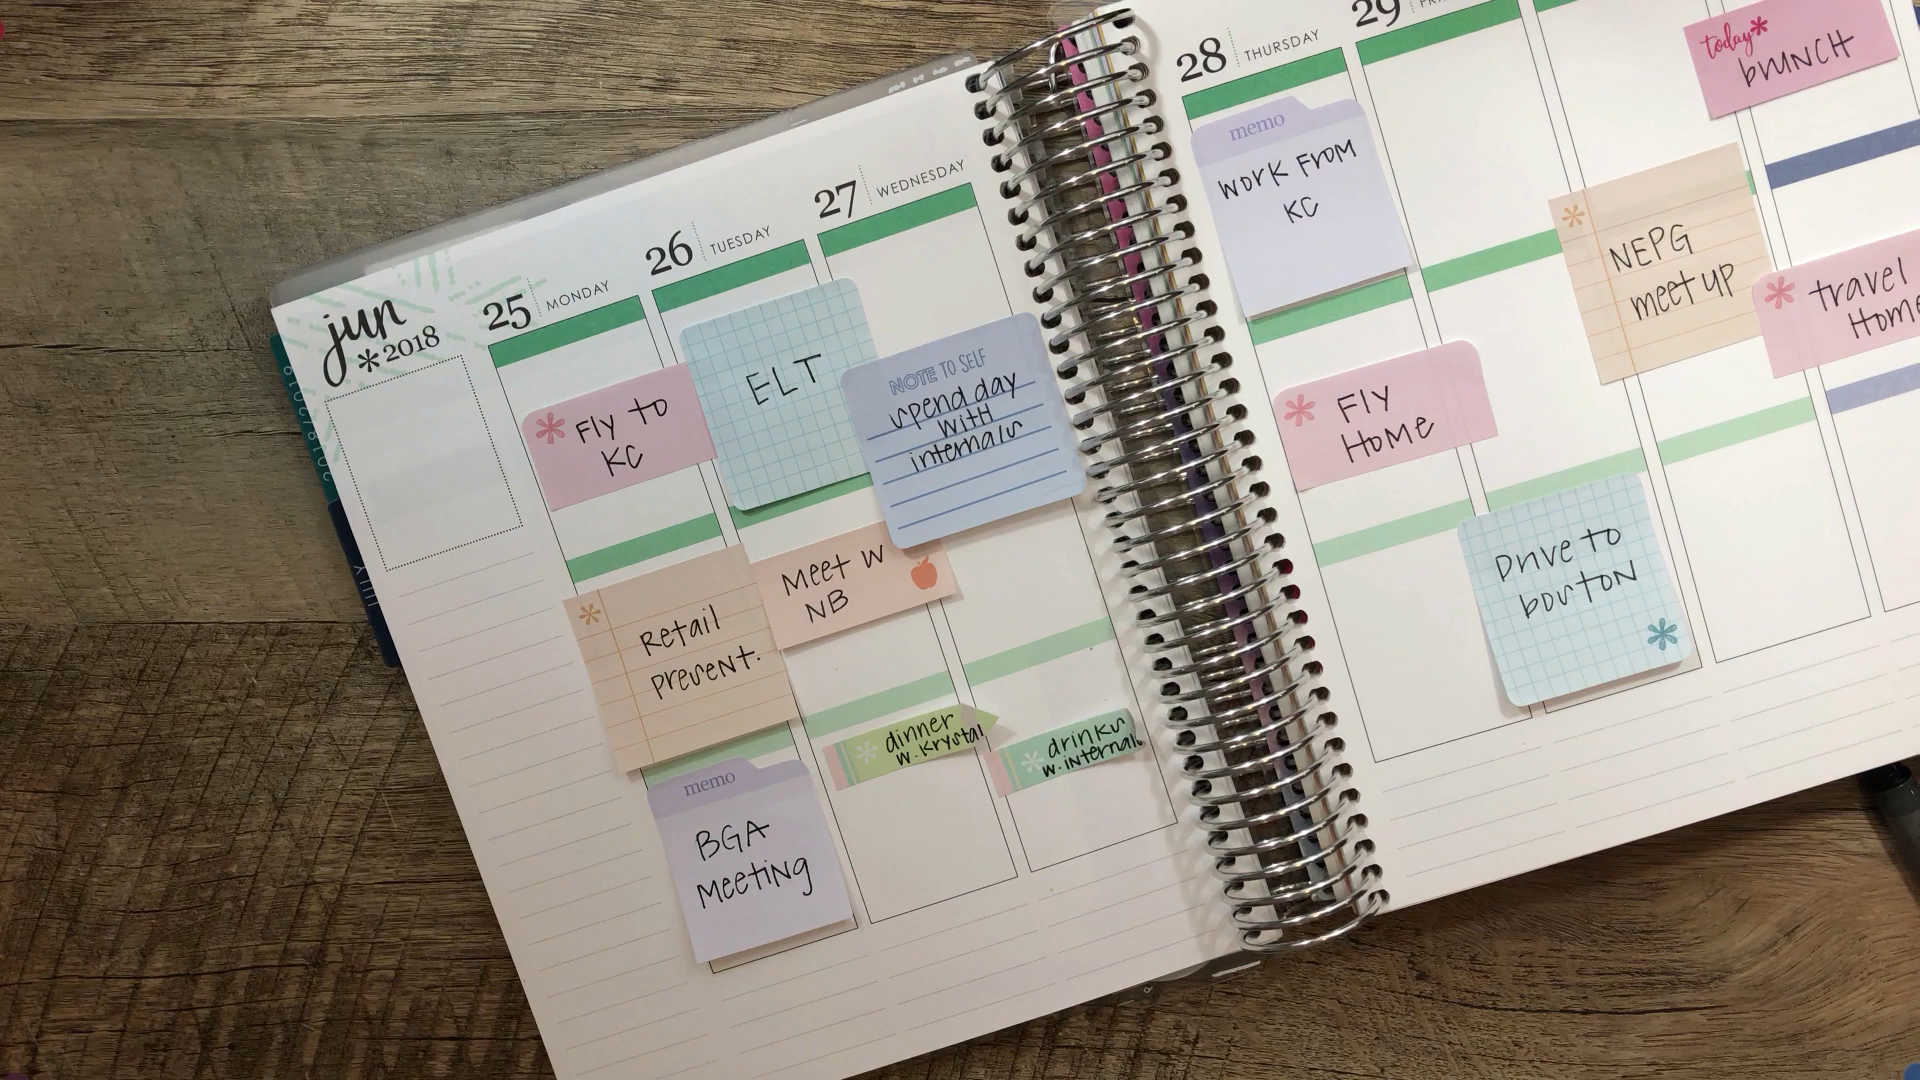 jun
*2018
25 MONDAY
Fly to
KC
Retail
present.
memo
BGA
Meeting
26 TUESDAY
ELT
Meet w
NB
dinner
w. Krystal
27 WEDNESDAY
NOTE TO SELF
spend day
with
internals
drinks
w. internals
28 THURSDAY
memo
work from
KC
Fly
Home
29
Drive to
boston
NEPG
meet up
today*
brunch
travel
Home